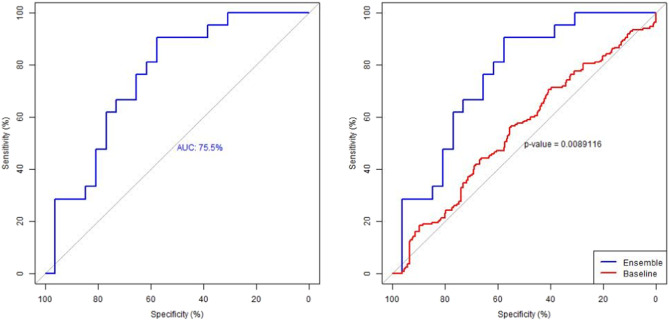 100
80
60
40
20
0
Sensitivity (%)
AUC: 75.5%
100 80 60 40 20 0
Specificity (%)
100
80
60
40
20
0
Sensitivity (%)
p-value = 0.0089116
Ensemble
Baseline
100 80 60 40 20 0
Specificity (%)